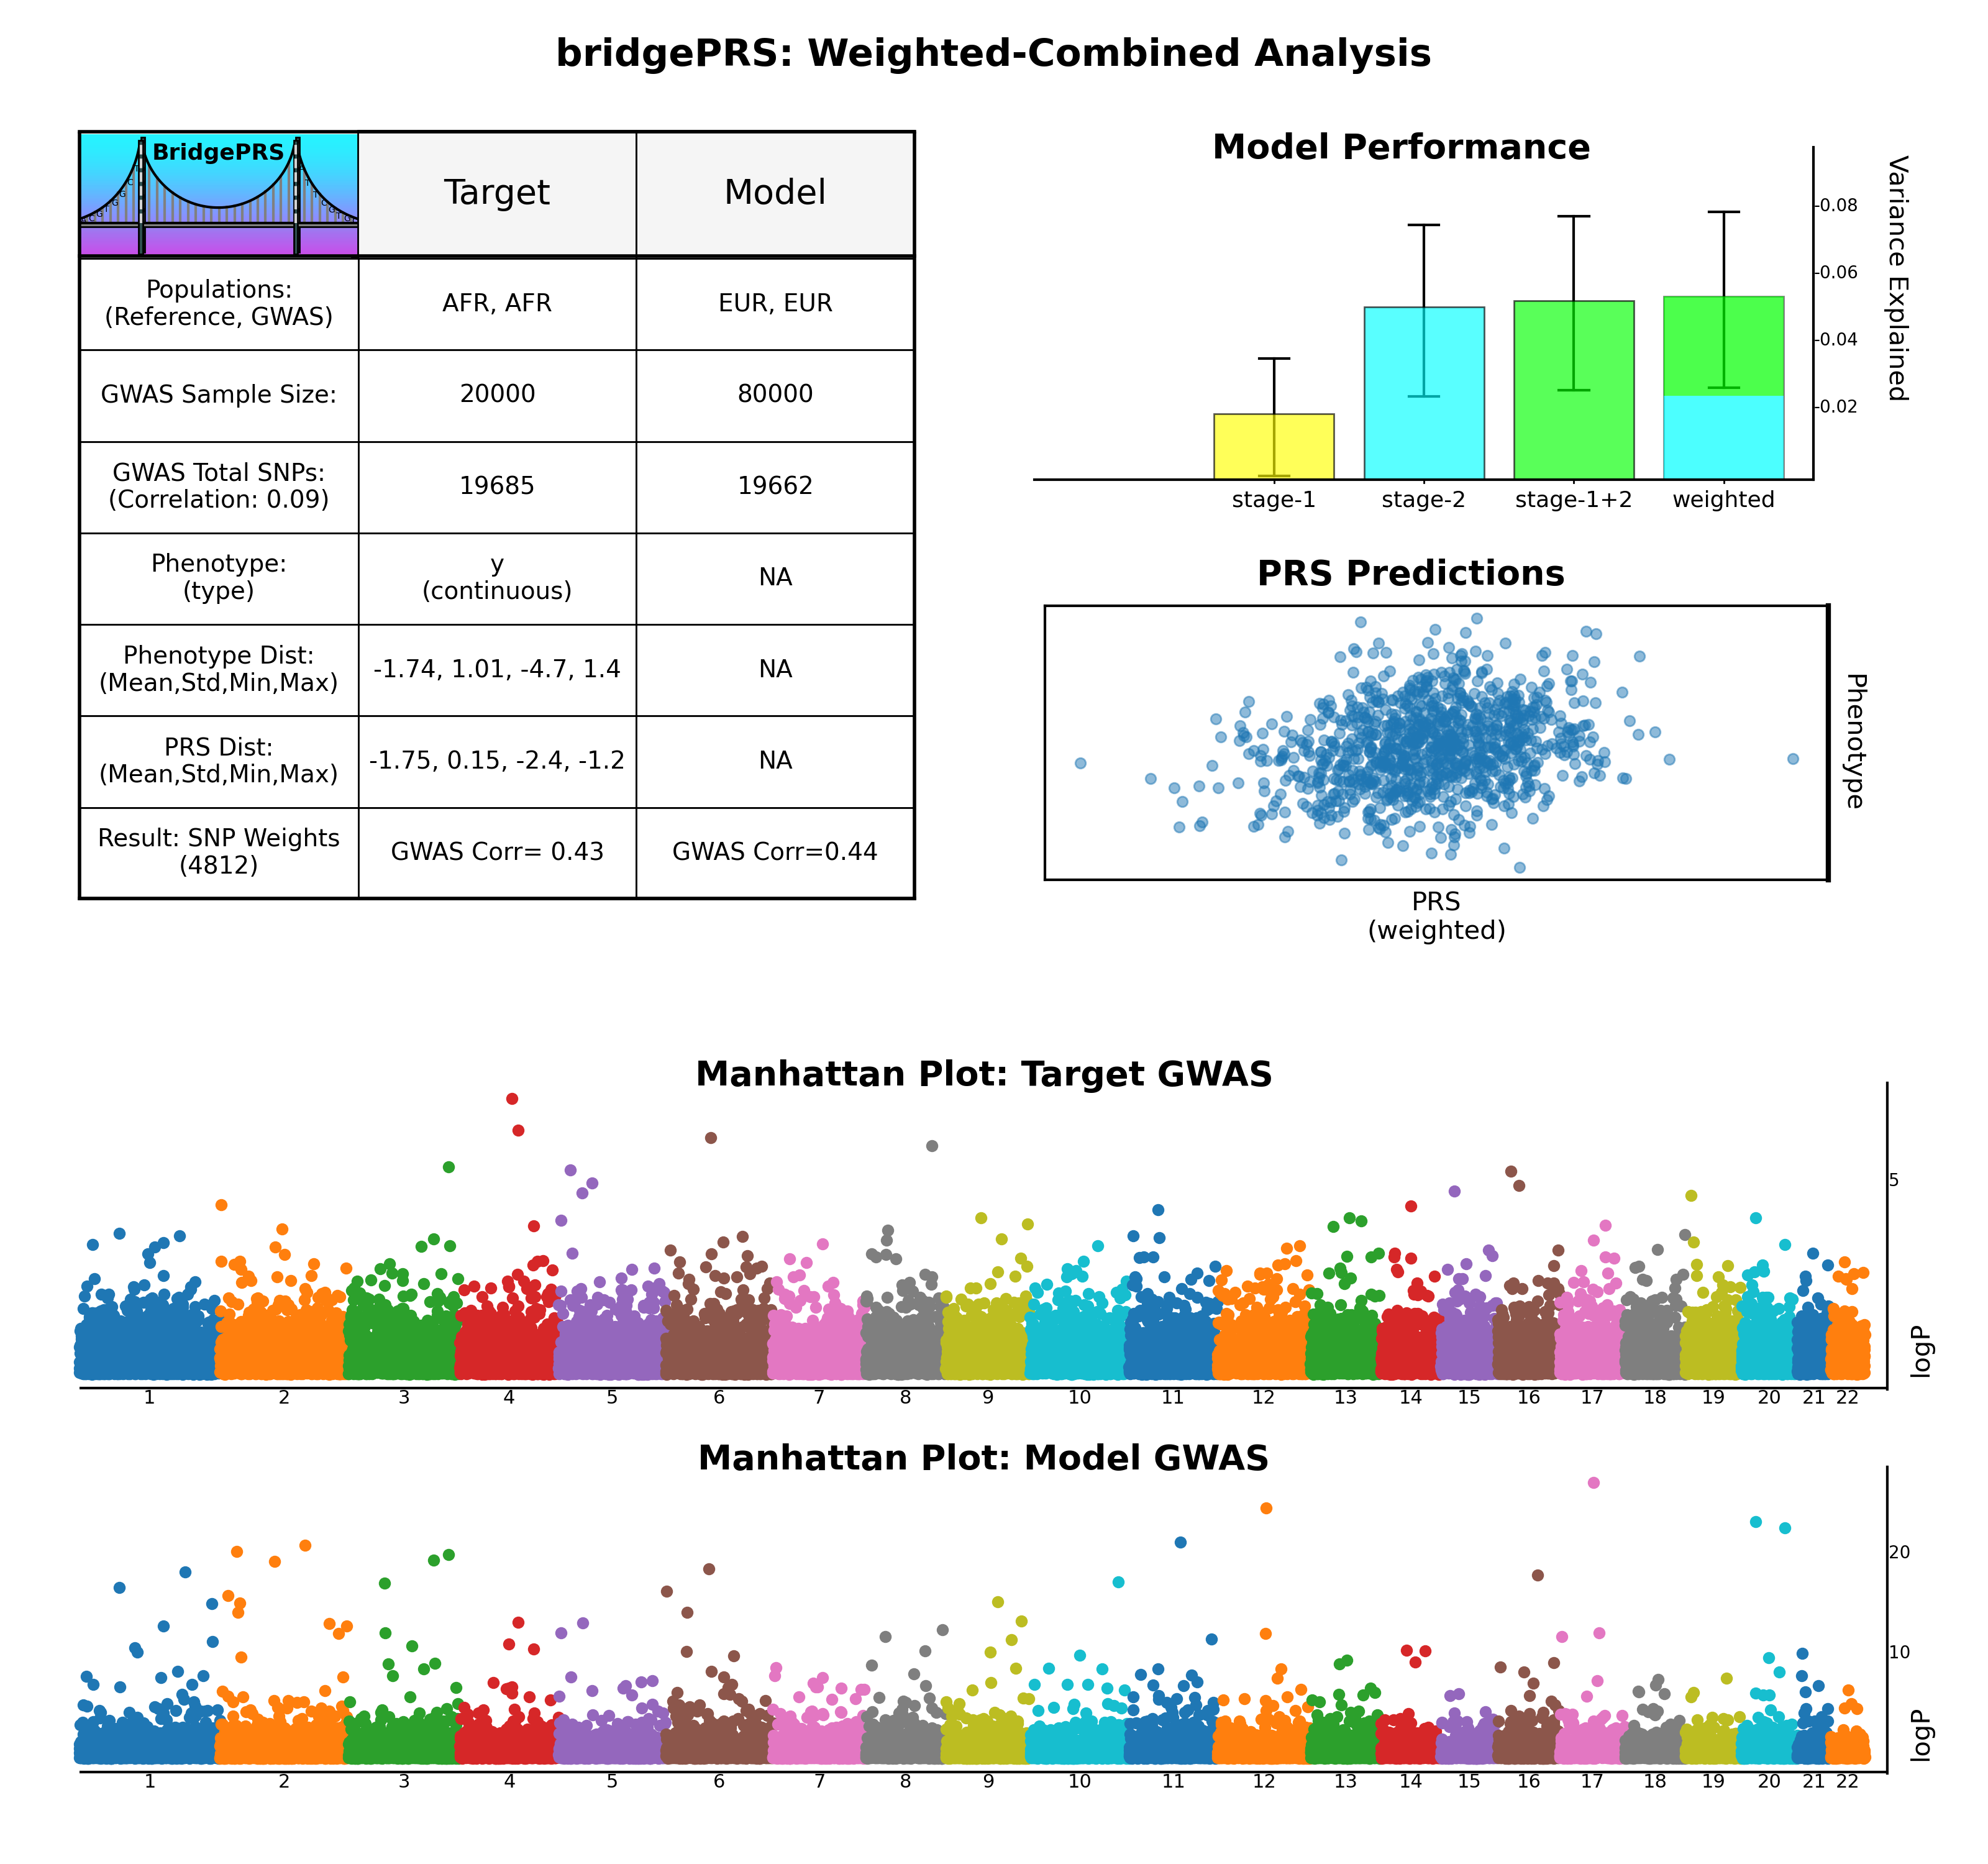 bridgePRS: Weighted-Combined Analysis
BridgePRS
Target
Model
Populations:
(Reference, GWAS)
AFR, AFR
EUR, EUR
GWAS Sample Size:
20000
80000
GWAS Total SNPs:
(Correlation: 0.09)
19685
19662
Phenotype:
(type)
y
(continuous)
NA
Phenotype Dist:
(Mean,Std,Min,Max)
-1.74, 1.01, -4.7, 1.4
NA
PRS Dist:
(Mean,Std,Min,Max)
-1.75, 0.15, -2.4, -1.2
NA
Result: SNP Weights
(4812)
GWAS Corr= 0.43
GWAS Corr=0.44
Model Performance
0.08
0.06
0.04
0.02
Variance Explained
stage-1
stage-2
stage-1+2
weighted
PRS Predictions
Phenotype
PRS
(weighted)
Manhattan Plot: Target GWAS
5
logP
1 2 3 4 5 6 7 8 9 10 11 12 13 14 15 16 17 18 19 20 21 22
Manhattan Plot: Model GWAS
20
10
logP
1 2 3 4 5 6 7 8 9 10 11 12 13 14 15 16 17 18 19 20 21 22